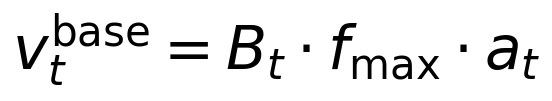 v_t^base = B_t · f_max · a_t